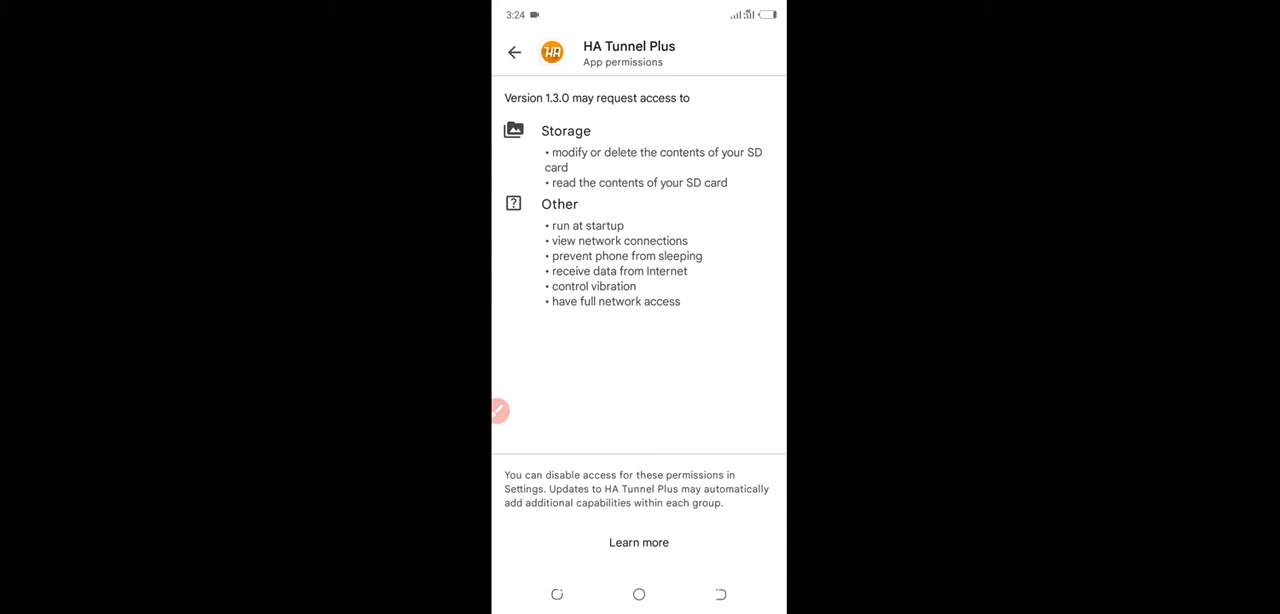 3:24
HA
HA Tunnel Plus
App permissions
Version 1.3.0 may request access to
Storage
• modify or delete the contents of your SD
card
• read the contents of your SD card
Other
• run at startup
• view network connections
• prevent phone from sleeping
• receive data from Internet
• control vibration
• have full network access
You can disable access for these permissions in
Settings. Updates to HA Tunnel Plus may automatically
add additional capabilities within each group.
Learn more